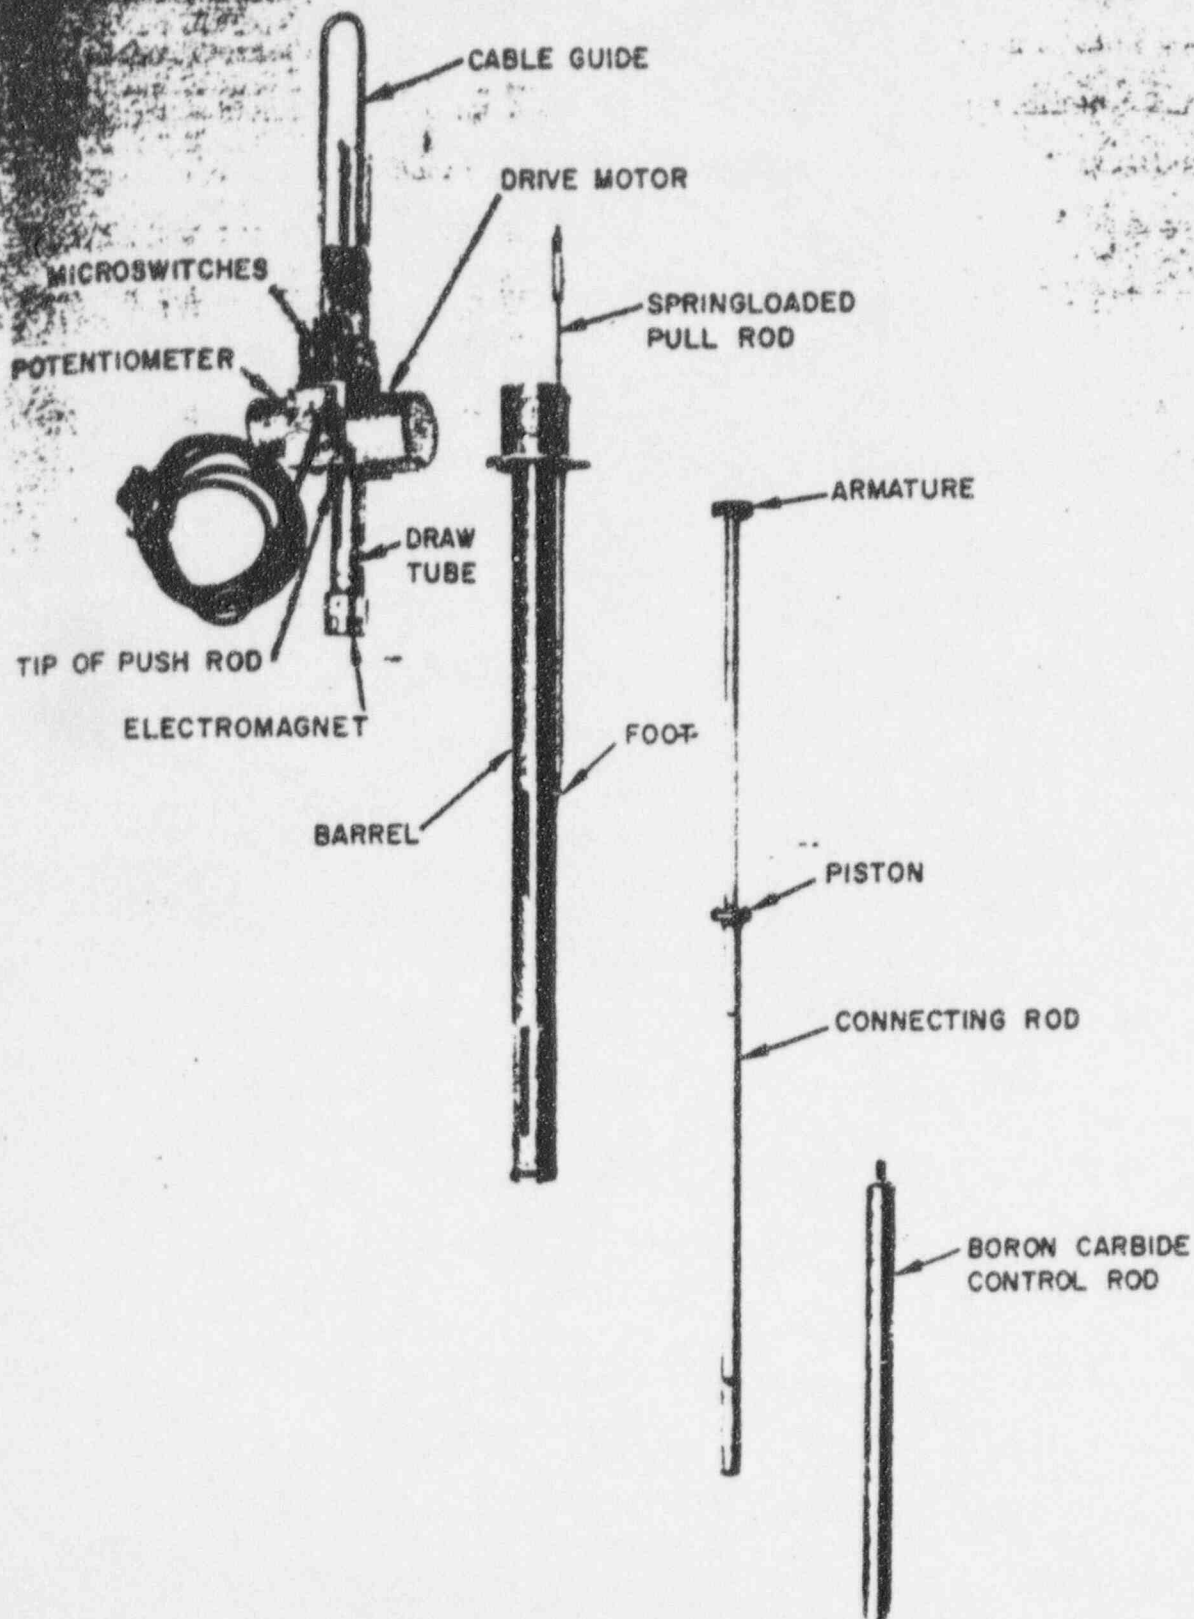 CABLE GUIDE
DRIVE MOTOR
MICROSWITCHES
SPRINGLOADED
PULL ROD
POTENTIOMETER
ARMATURE
DRAW
TUBE
TIP OF PUSH ROD
ELECTROMAGNET
FOOT
BARREL
PISTON
CONNECTING ROD
BORON CARBIDE
CONTROL ROD